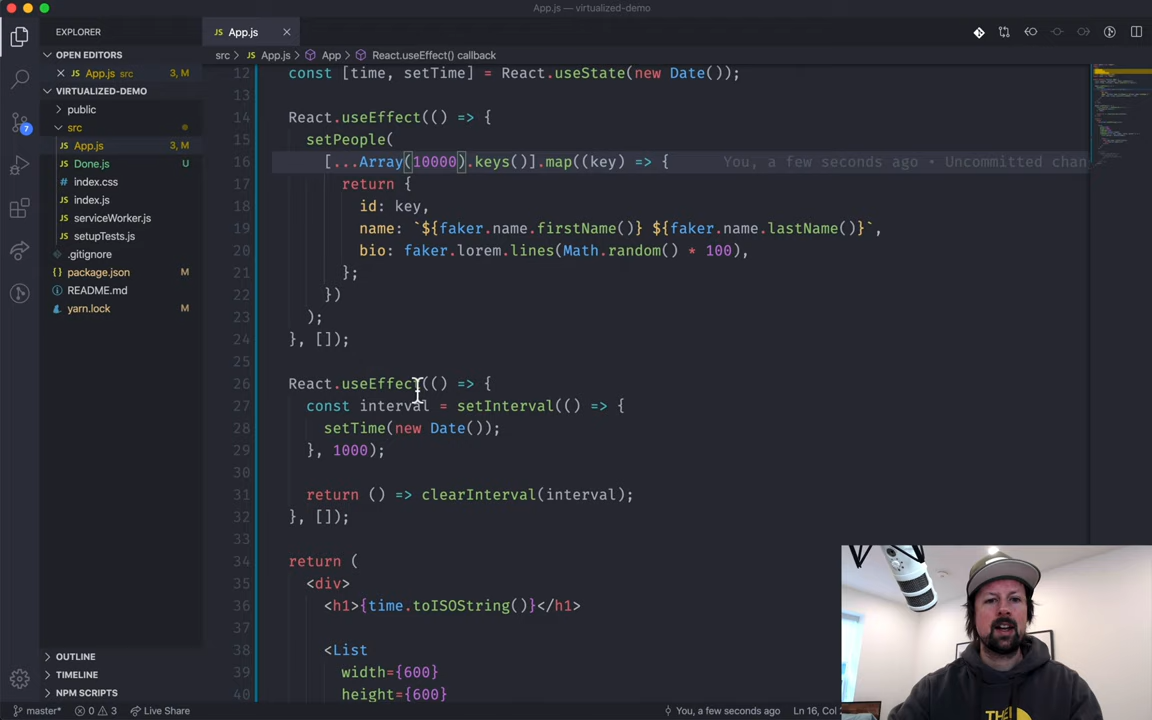 App.js — virtualized-demo
EXPLORER
App.js
OPEN EDITORS
src > App.js > App > React.useEffect() callback
App.js src 3, M
VIRTUALIZED-DEMO
public
src
App.js 3, M
Done.js U
index.css
index.js
serviceWorker.js
setupTests.js
.gitignore
package.json M
README.md
yarn.lock M
7
12 const [time, setTime] = React.useState(new Date());
13
14 React.useEffect(() => {
15 setPeople(
16 [...Array(10000).keys()].map((key) => { You, a few seconds ago • Uncommitted chan
17 return {
18 id: key,
19 name: `${faker.name.firstName()} ${faker.name.lastName()}`,
20 bio: faker.lorem.lines(Math.random() * 100),
21 };
22 })
23 );
24 }, []);
25
26 React.useEffect(() => {
27 const interval = setInterval(() => {
28 setTime(new Date());
29 }, 1000);
30
31 return () => clearInterval(interval);
32 }, []);
33
34 return (
35 <div>
36 <h1>{time.toISOString()}</h1>
37
38 <List
39 width={600}
40 height={600}
OUTLINE
TIMELINE
NPM SCRIPTS
master* 0 3 Live Share You, a few seconds ago Ln 16, Col
THE